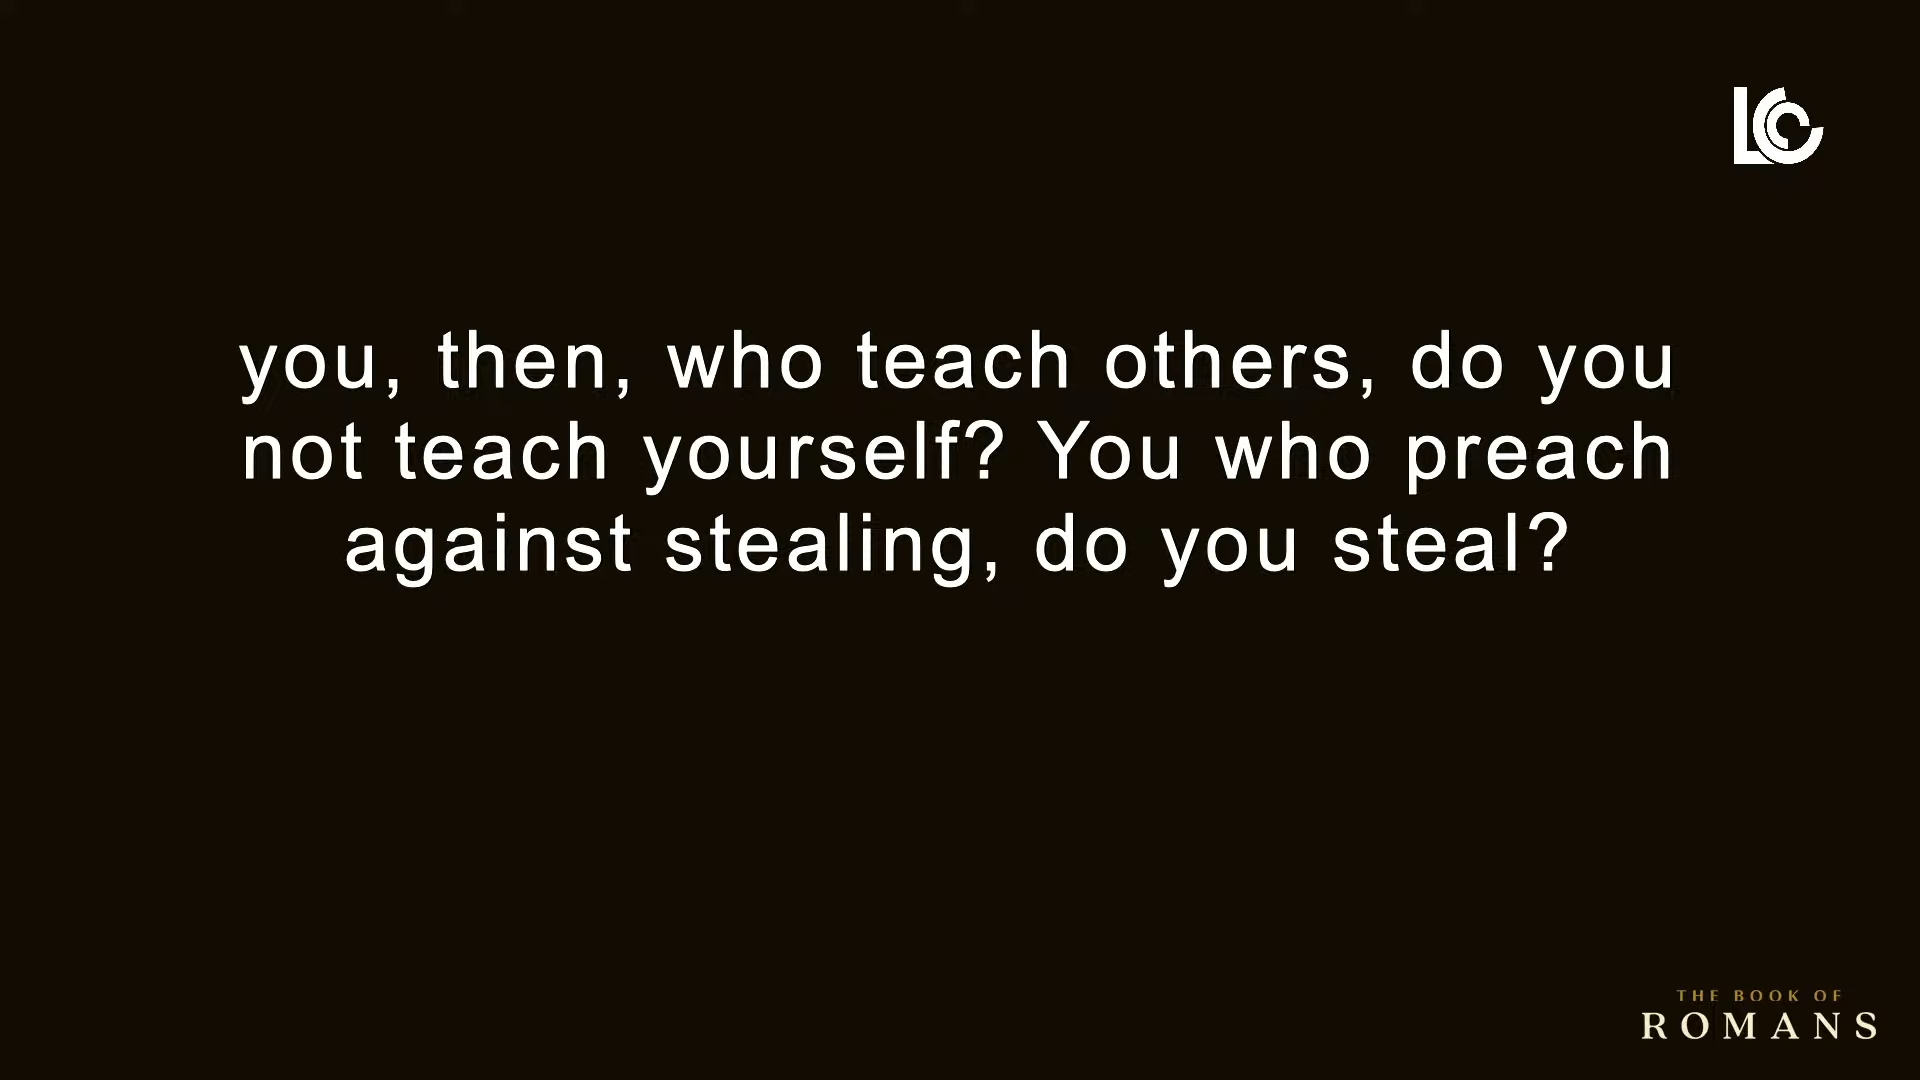 LCC
you, then, who teach others, do you
not teach yourself? You who preach
against stealing, do you steal?
THE BOOK OF
ROMANS